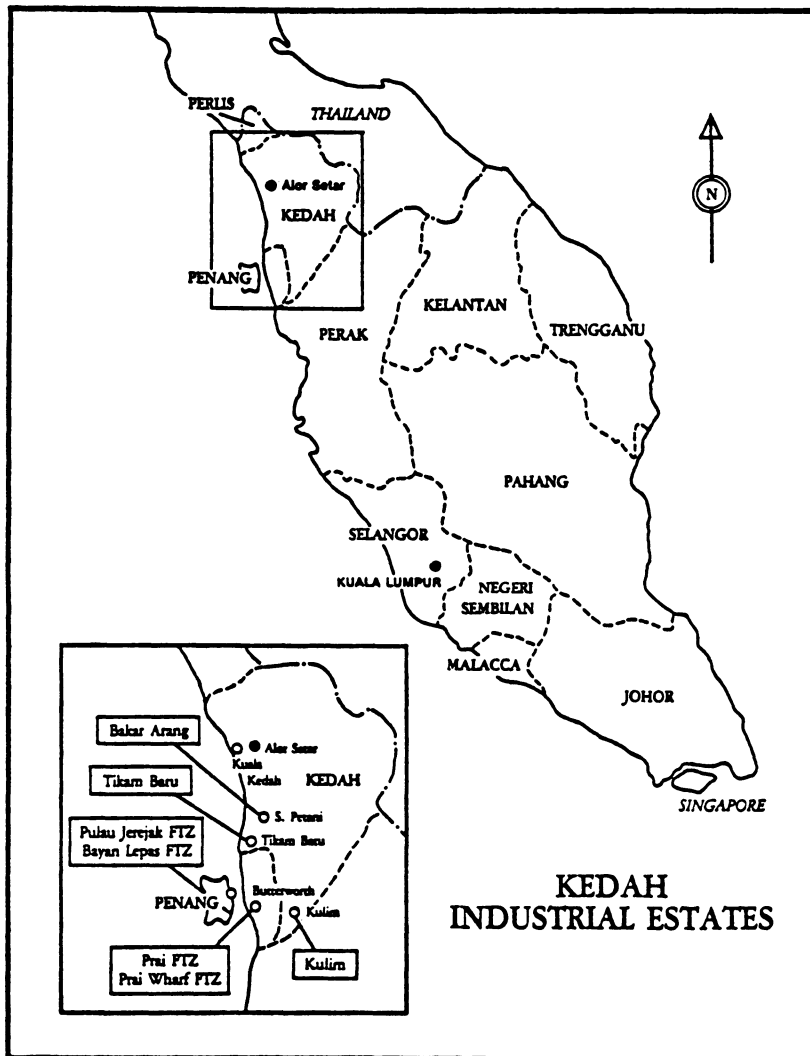 PERLIS
THAILAND
Alor Setar
KEDAH
N
PENANG
PERAK
KELANTAN
TRENGGANU
PAHANG
SELANGOR
KUALA LUMPUR
NEGERI
SEMBILAN
MALACCA
JOHOR
SINGAPORE
Bakar Arang
Alor Setar
Kuala
Kedah
KEDAH
Tikam Baru
S. Petani
Tikam Baru
Pulau Jerejak FTZ
Bayan Lepas FTZ
PENANG
Butterworth
Kulim
Prai FTZ
Prai Wharf FTZ
Kulim
KEDAH
INDUSTRIAL ESTATES